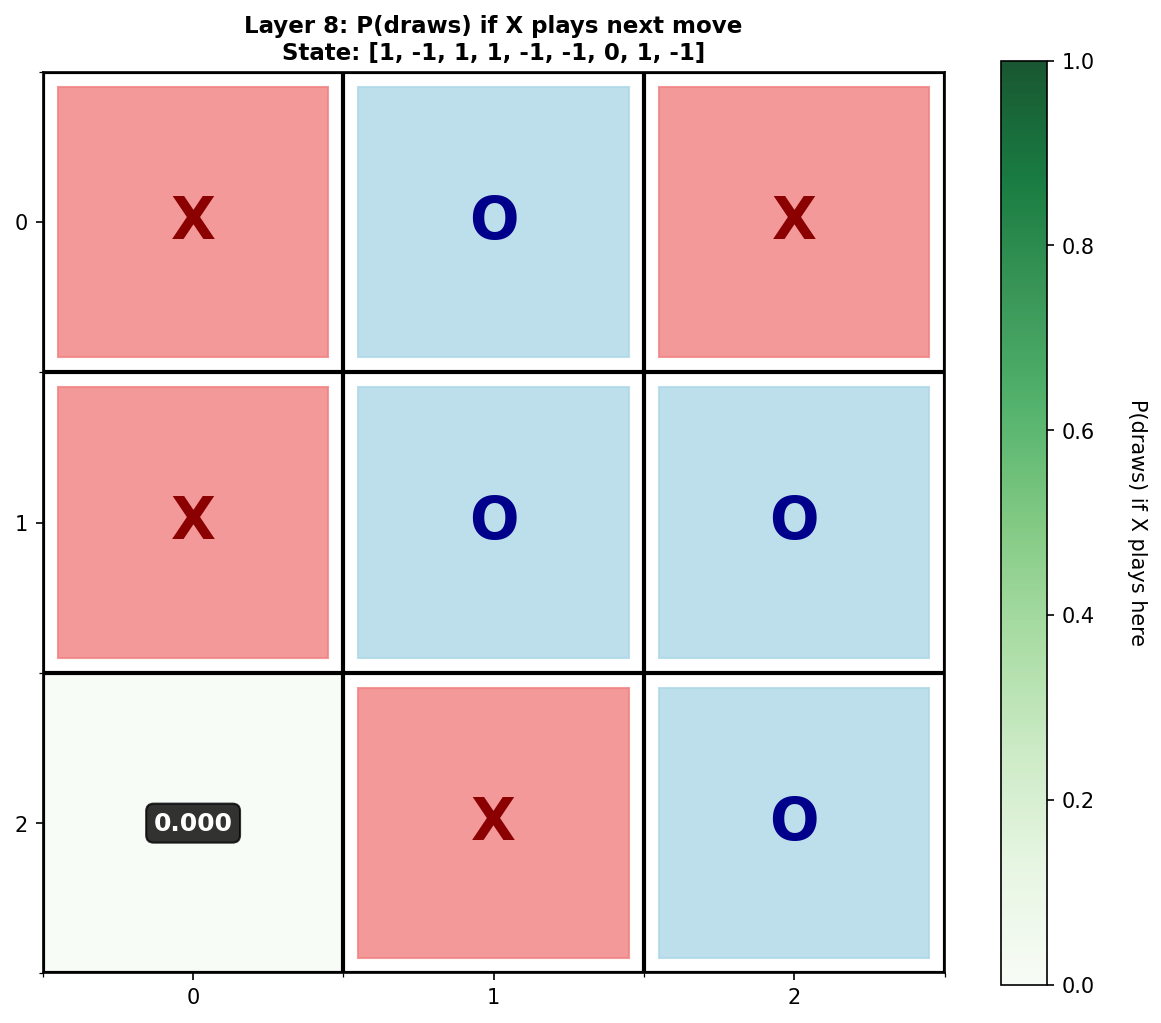 Layer 8: P(draws) if X plays next move
State: [1, -1, 1, 1, -1, -1, 0, 1, -1]
X O X
X O O
0.000 X O
0
1
2
0 1 2
1.0
0.8
0.6
0.4
0.2
0.0
P(draws) if X plays here